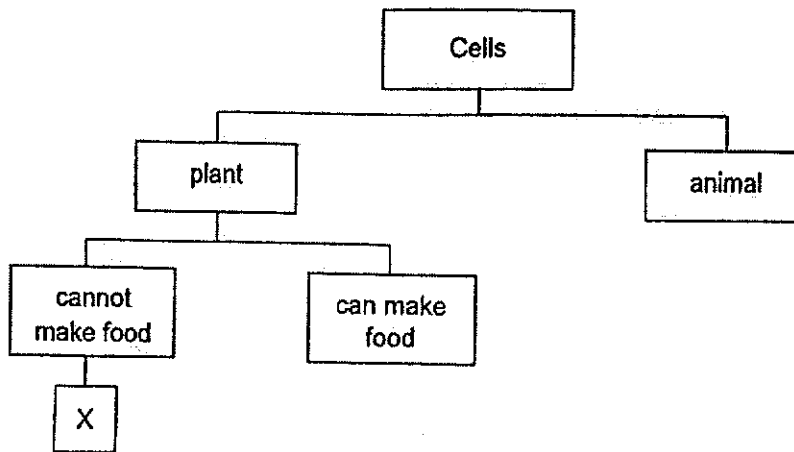 Cells
plant
animal
cannot
make food
can make
food
X